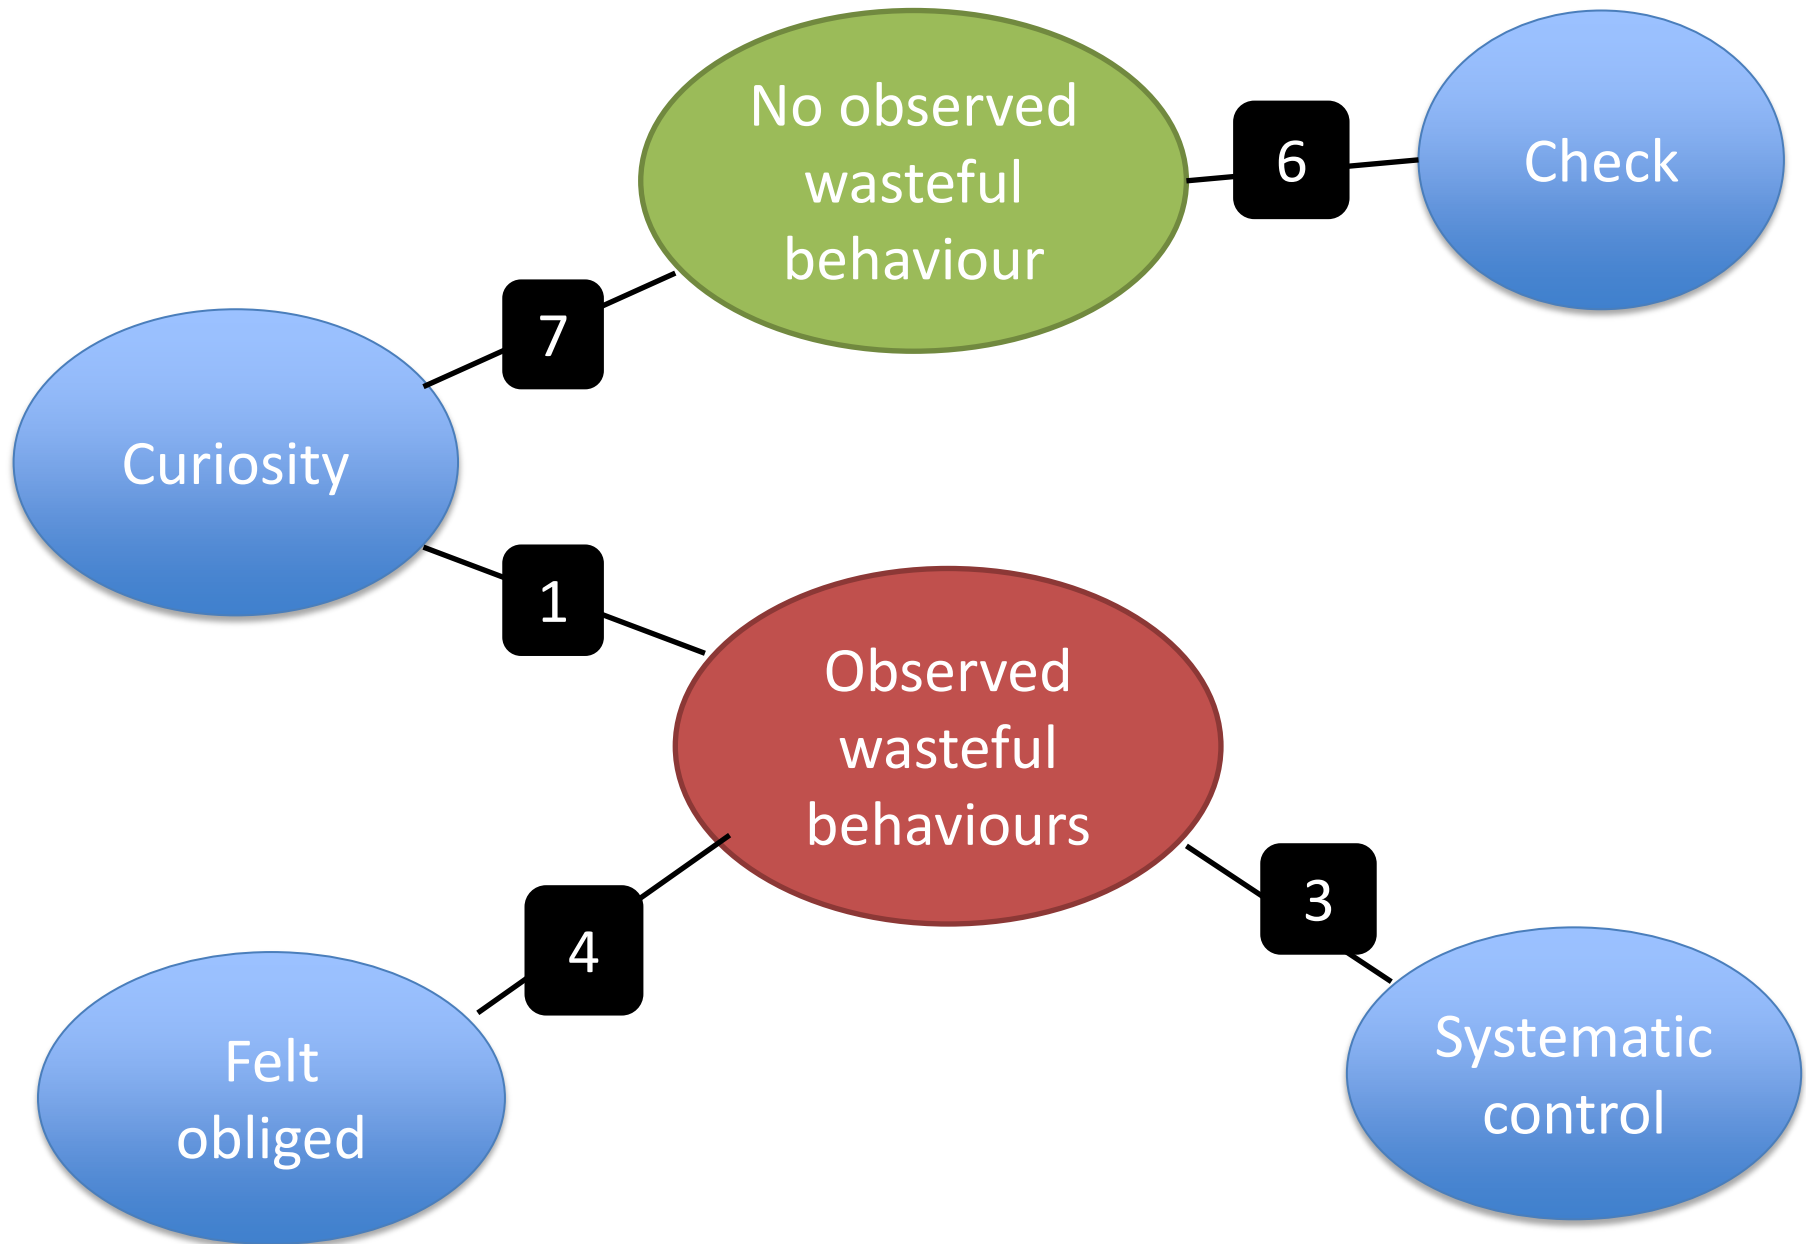 No observed
wasteful
behaviour
6
Check
7
Curiosity
1
Observed
wasteful
behaviours
3
4
Felt
obliged
Systematic
control